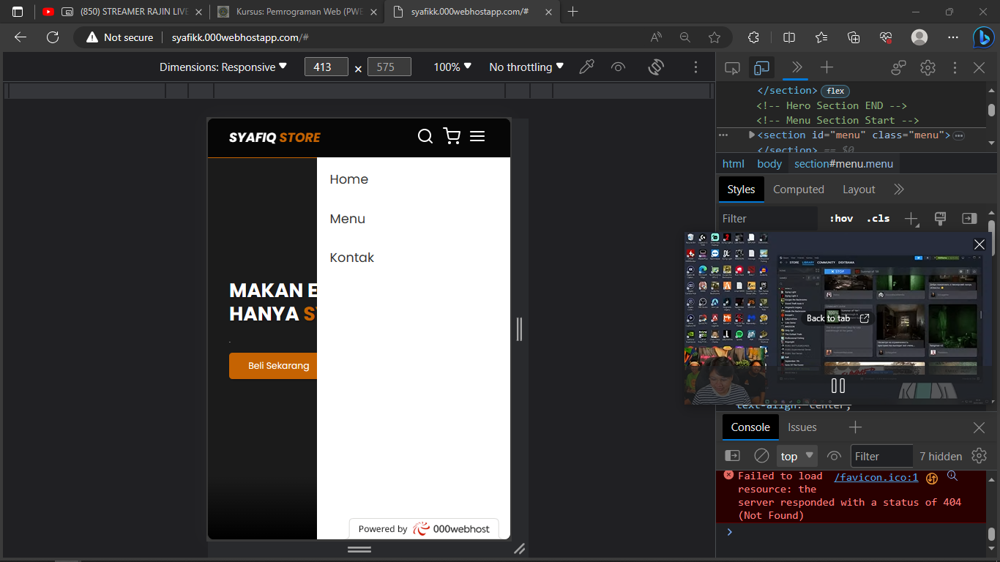 (850) STREAMER RAJIN LIVE
Kursus: Pemrograman Web (PWE
syafikk.000webhostapp.com/#
Not secure
syafikk.000webhostapp.com/#
Dimensions: Responsive
413
×
575
100%
No throttling
</section>
flex
<!-- Hero Section END -->
<!-- Menu Section Start -->
<section id="menu" class="menu">
</section> == $0
html body section#menu.menu
Styles Computed Layout
Filter
:hov .cls
SYAFIQ STORE
Home
Menu
Kontak
MAKAN E
HANYA S
Beli Sekarang
Powered by 000webhost
STORE LIBRARY COMMUNITY
STOP
Back to tab
text-align: center;
Console Issues
top
Filter
7 hidden
Failed to load /favicon.ico:1
resource: the
server responded with a status of 404
(Not Found)